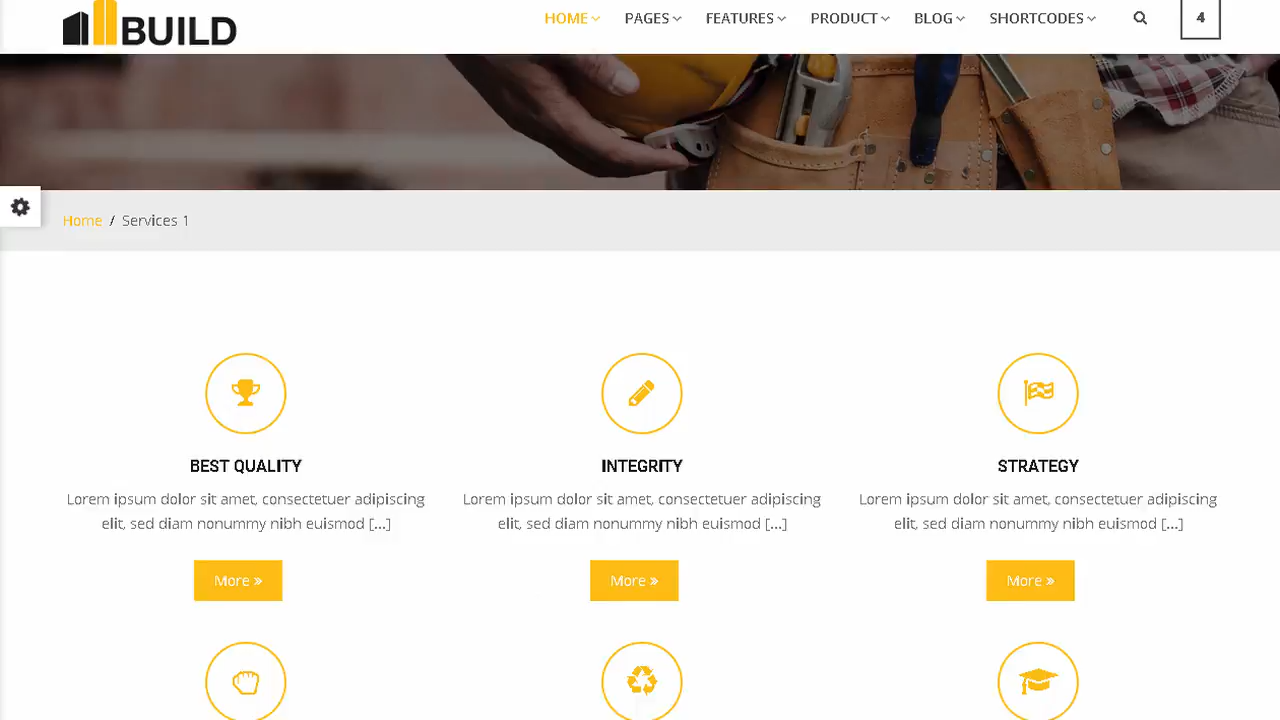 BUILD
HOME PAGES FEATURES PRODUCT BLOG SHORTCODES 4
Home / Services 1
BEST QUALITY
Lorem ipsum dolor sit amet, consectetuer adipiscing
elit, sed diam nonummy nibh euismod [...]
More »
INTEGRITY
Lorem ipsum dolor sit amet, consectetuer adipiscing
elit, sed diam nonummy nibh euismod [...]
More »
STRATEGY
Lorem ipsum dolor sit amet, consectetuer adipiscing
elit, sed diam nonummy nibh euismod [...]
More »